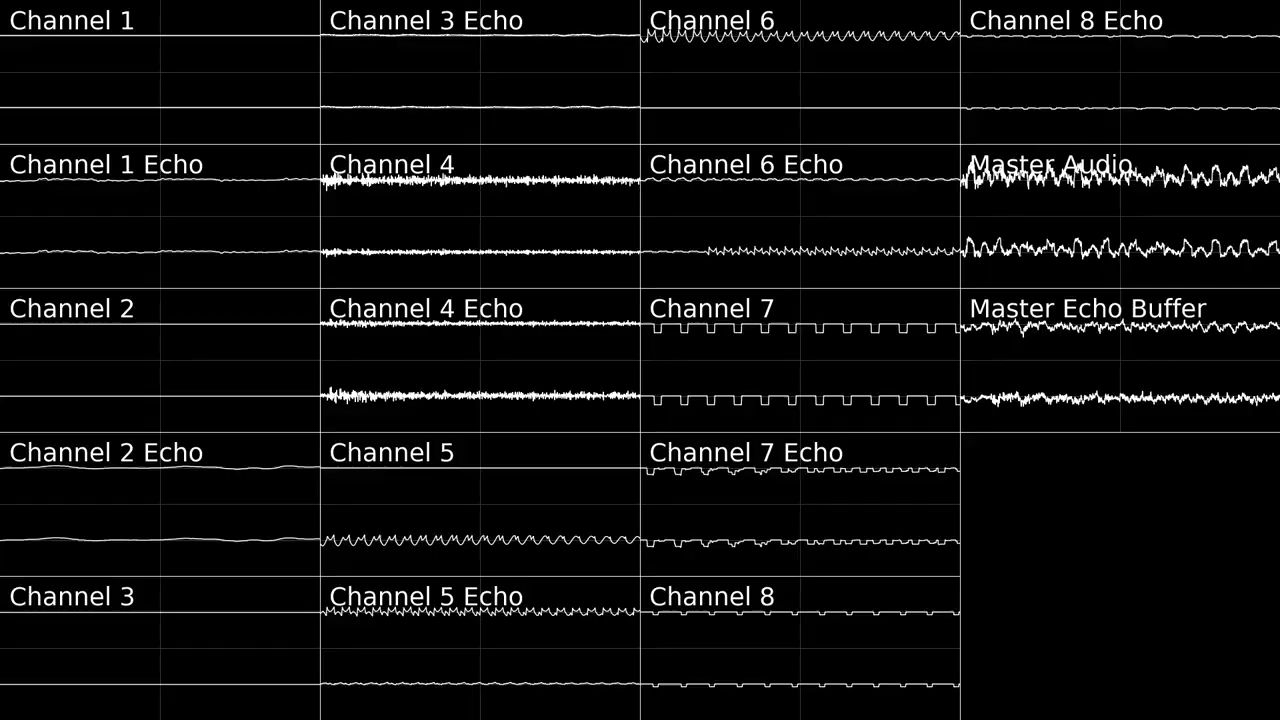 Channel 1
Channel 1 Echo
Channel 2
Channel 2 Echo
Channel 3
Channel 3 Echo
Channel 4
Channel 4 Echo
Channel 5
Channel 5 Echo
Channel 6
Channel 6 Echo
Channel 7
Channel 7 Echo
Channel 8
Channel 8 Echo
Master Audio
Master Echo Buffer